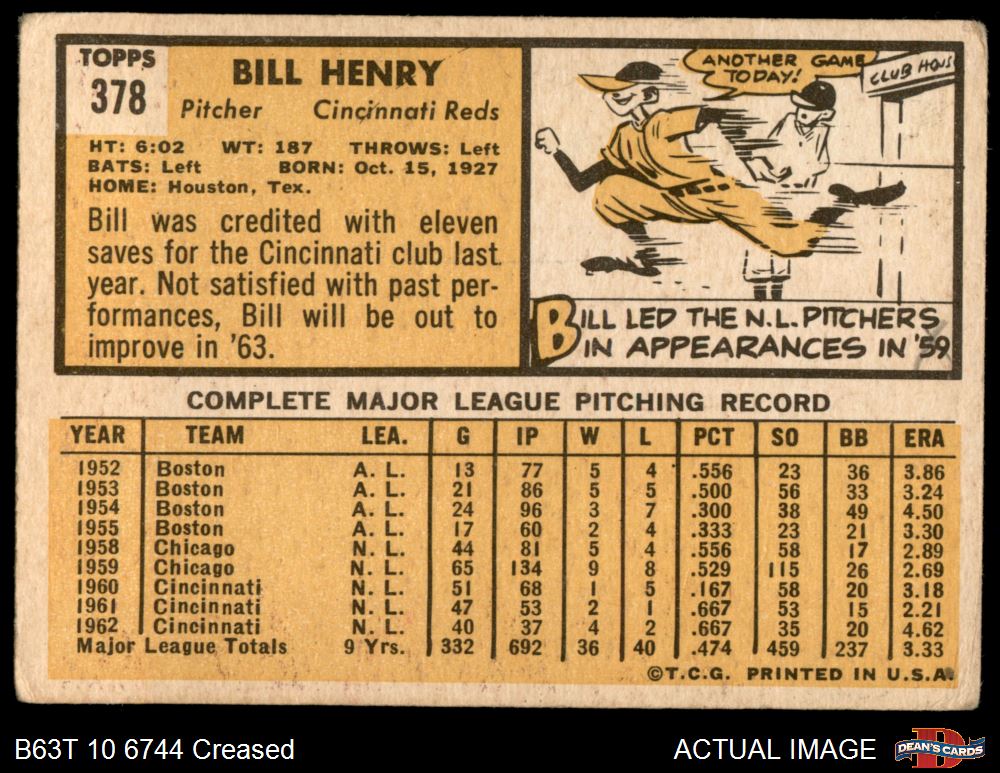 TOPPS
378
BILL HENRY
Pitcher Cincinnati Reds
HT: 6:02 WT: 187 THROWS: Left
BATS: Left BORN: Oct. 15, 1927
HOME: Houston, Tex.
Bill was credited with eleven
saves for the Cincinnati club last
year. Not satisfied with past per-
formances, Bill will be out to
improve in '63.
ANOTHER GAME
TODAY!
CLUB HOUS
BILL LED THE N.L. PITCHERS
IN APPEARANCES IN '59
COMPLETE MAJOR LEAGUE PITCHING RECORD
YEAR TEAM LEA. G IP W L PCT SO BB ERA
1952 Boston A. L. 13 77 5 4 .556 23 36 3.86
1953 Boston A. L. 21 86 5 5 .500 56 33 3.24
1954 Boston A. L. 24 96 3 7 .300 38 49 4.50
1955 Boston A. L. 17 60 2 4 .333 23 21 3.30
1958 Chicago N. L. 44 81 5 4 .556 58 17 2.89
1959 Chicago N. L. 65 134 9 8 .529 115 26 2.69
1960 Cincinnati N. L. 51 68 1 5 .167 58 20 3.18
1961 Cincinnati N. L. 47 53 2 1 .667 53 15 2.21
1962 Cincinnati N. L. 40 37 4 2 .667 35 20 4.62
Major League Totals 9 Yrs. 332 692 36 40 .474 459 237 3.33
©T.C.G. PRINTED IN U.S.A.
B63T 10 6744 Creased
ACTUAL IMAGE
DEAN'S CARDS